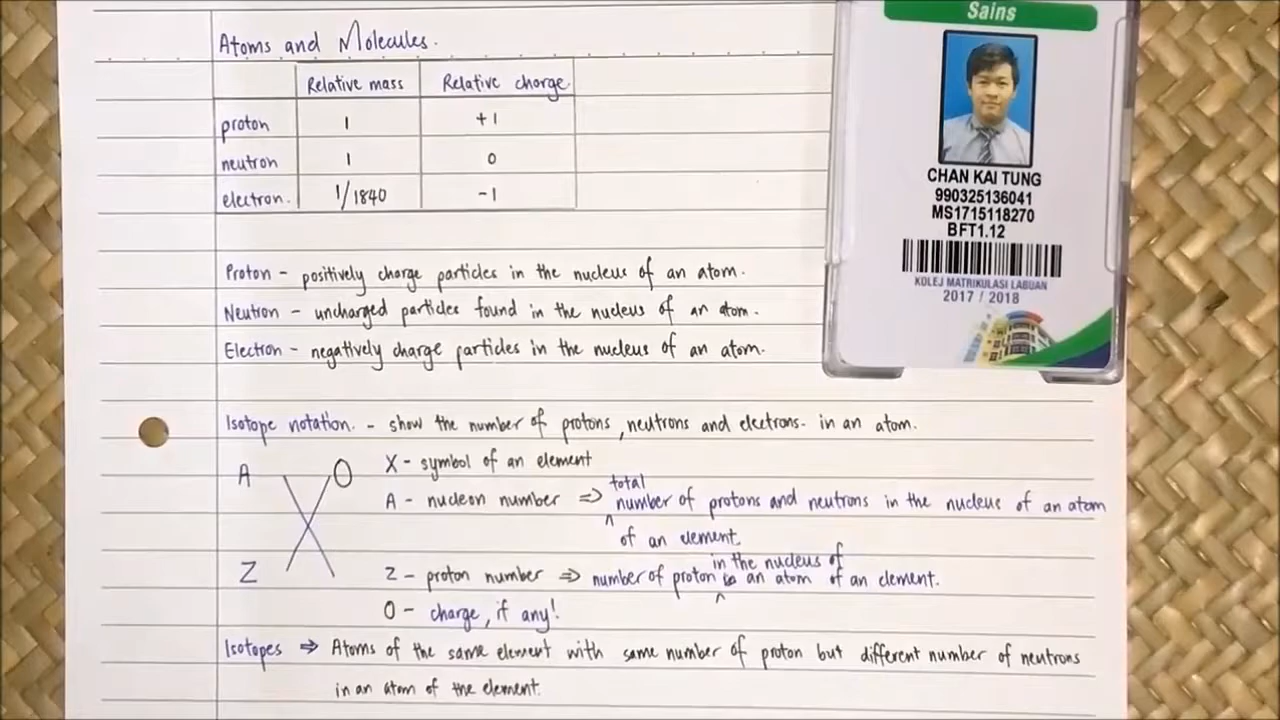 Atoms and Molecules.
Relative mass Relative charge
proton 1 +1
neutron 1 0
electron. 1/1840 -1
Proton - positively charge particles in the nucleus of an atom.
Neutron - uncharged particles found in the nucleus of an atom.
Electron - negatively charge particles in the nucleus of an atom.
Isotope notation. - show the number of protons, neutrons and electrons. in an atom.
A X O
Z
X - symbol of an element
total
A - nucleon number ⇒ ^ number of protons and neutrons in the nucleus of an atom
of an element.
in the nucleus of
Z - proton number ⇒ number of proton ^ an atom of an element.
O - charge, if any!
Isotopes ⇒ Atoms of the same element with same number of proton but different number of neutrons
in an atom of the element.
Sains
CHAN KAI TUNG
990325136041
MS1715118270
BFT1.12
KOLEJ MATRIKULASI LABUAN
2017 / 2018